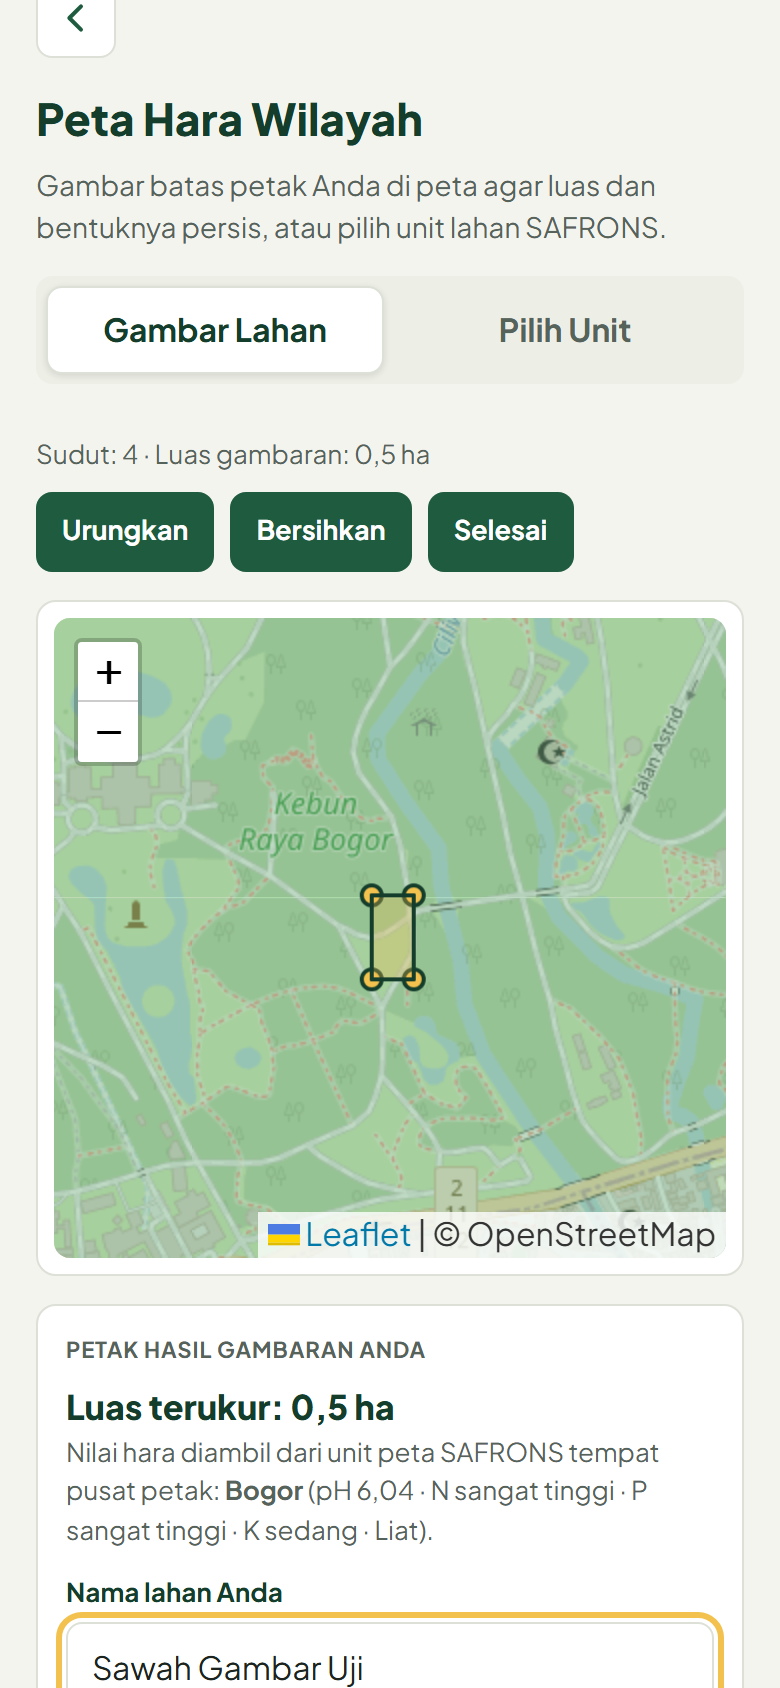 Peta Hara Wilayah
Gambar batas petak Anda di peta agar luas dan
bentuknya persis, atau pilih unit lahan SAFRONS.
Gambar Lahan
Pilih Unit
Sudut: 4 · Luas gambaran: 0,5 ha
Urungkan
Bersihkan
Selesai
+
−
Jalan Astrid
Kebun
Raya Bogor
2
11
Leaflet | © OpenStreetMap
PETAK HASIL GAMBARAN ANDA
Luas terukur: 0,5 ha
Nilai hara diambil dari unit peta SAFRONS tempat
pusat petak: Bogor (pH 6,04 · N sangat tinggi · P
sangat tinggi · K sedang · Liat).
Nama lahan Anda
Sawah Gambar Uji